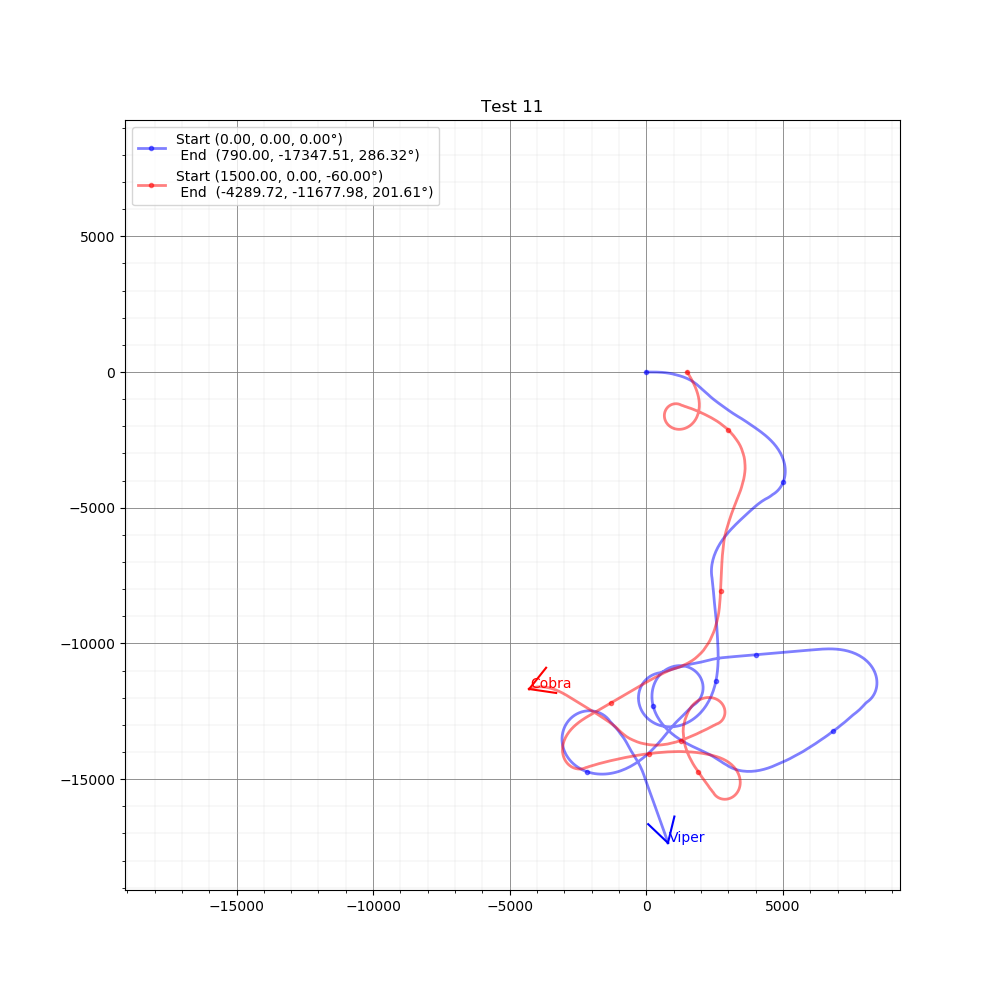 Test 11
Start (0.00, 0.00, 0.00°)
End  (790.00, -17347.51, 286.32°)
Start (1500.00, 0.00, -60.00°)
End  (-4289.72, -11677.98, 201.61°)
5000
0
−5000
−10000
−15000
Cobra
Viper
−15000
−10000
−5000
0
5000